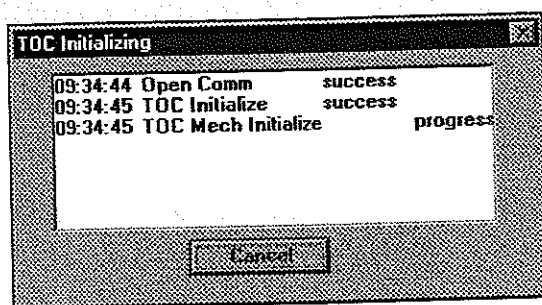 TOC Initializing
09:34:44 Open Comm success
09:34:45 TOC Initialize success
09:34:45 TOC Mech Initialize progress
Cancel